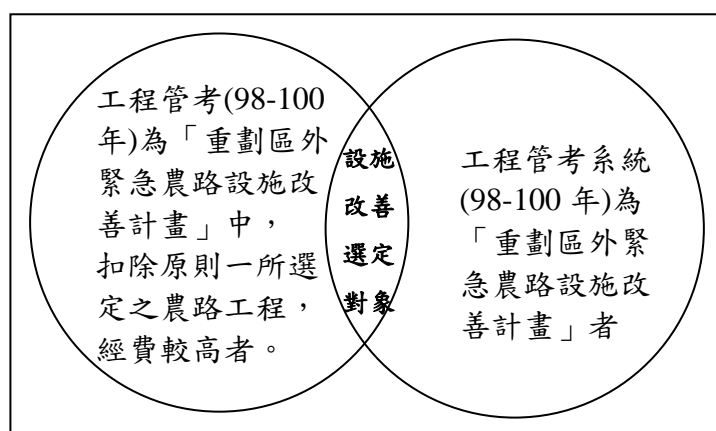 工程管考(98-100
年)為「重劃區外
緊急農路設施改
善計畫」中，
扣除原則一所選
定之農路工程，
經費較高者。
設施
改善
選定
對象
工程管考系統
(98-100 年)為
「重劃區外緊
急農路設施改
善計畫」者